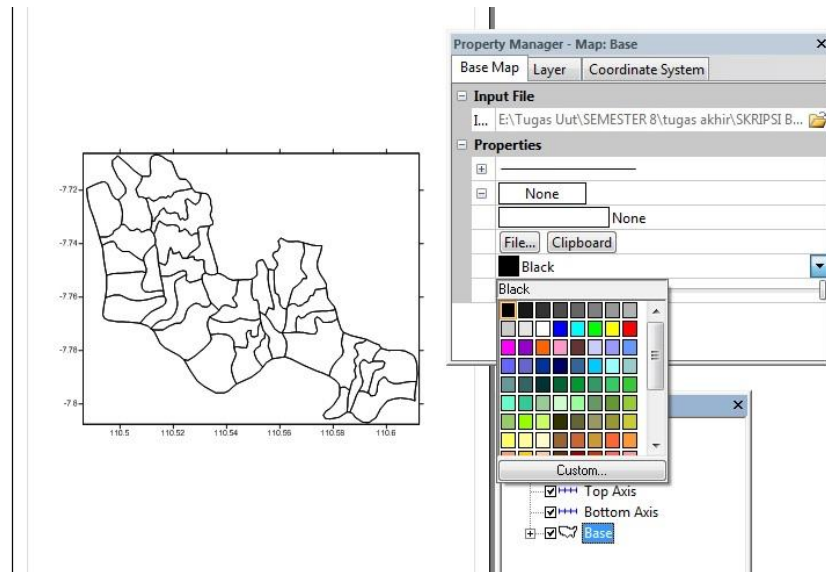 Property Manager - Map: Base
Base Map Layer Coordinate System
Input File
I... E:\Tugas Uut\SEMESTER 8\tugas akhir\SKRIPSI B...
Properties
None
None
File... Clipboard
Black
Black
Custom...
Top Axis
Bottom Axis
Base
-7.72
-7.74
-7.76
-7.78
-7.8
110.5 110.52 110.54 110.56 110.58 110.6